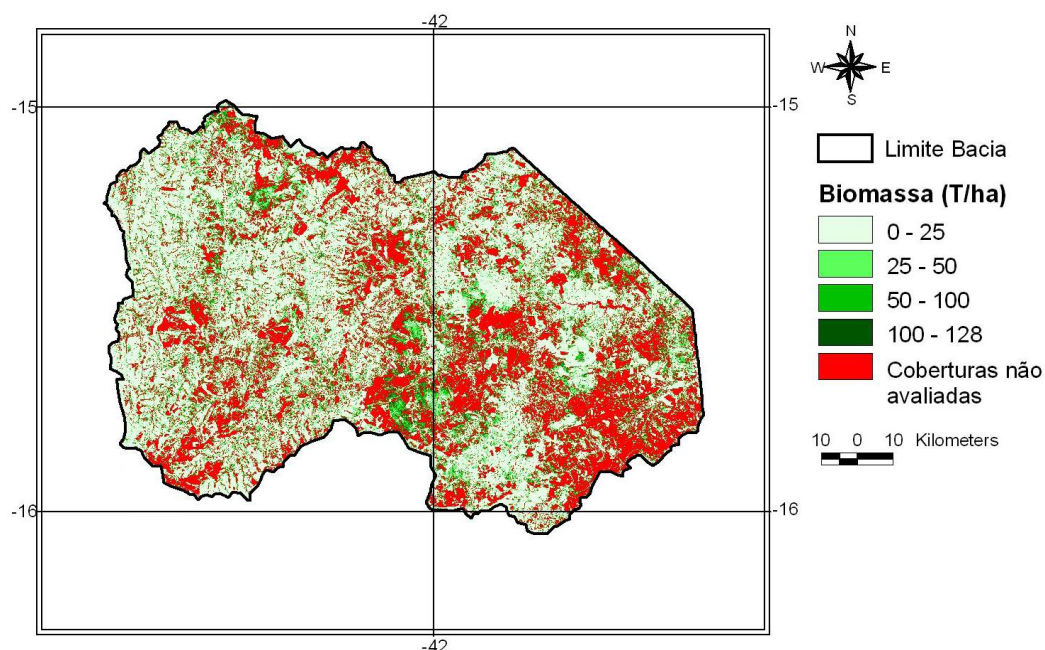 -42
N
W E
S
-15
-15
Limite Bacia
Biomassa (T/ha)
0 - 25
25 - 50
50 - 100
100 - 128
Coberturas não
avaliadas
10 0 10 Kilometers
-16
-16
-42